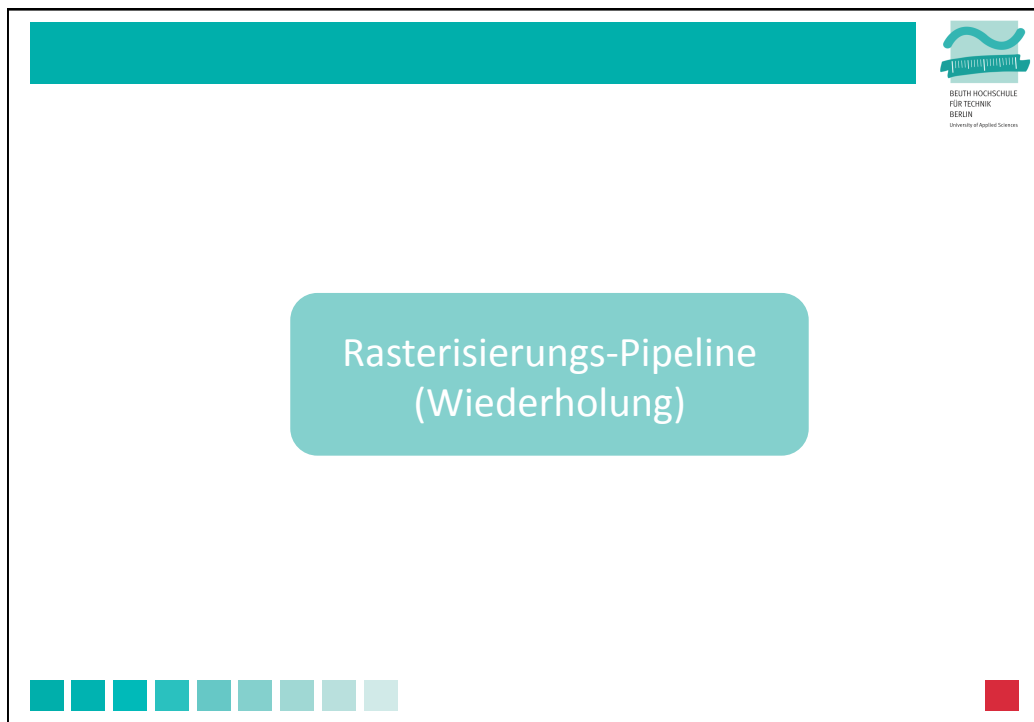 BEUTH HOCHSCHULE
FÜR TECHNIK
BERLIN
University of Applied Sciences
Rasterisierungs-Pipeline
(Wiederholung)